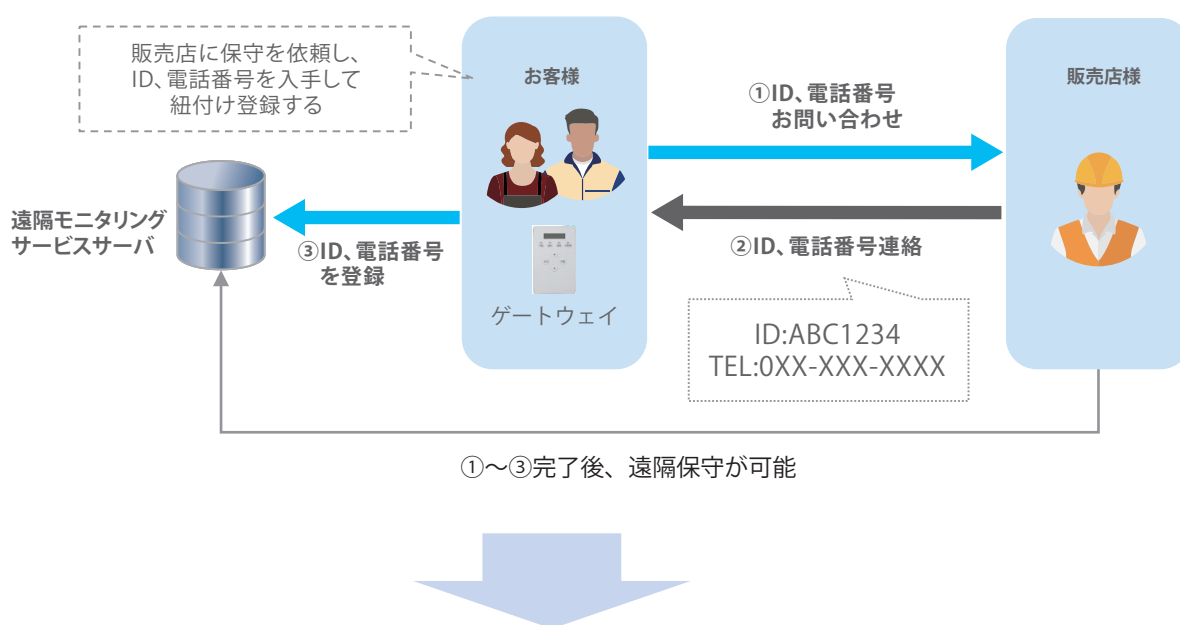 販売店に保守を依頼し、
ID、電話番号を入手して
紐付け登録する
お客様
①ID、電話番号
お問い合わせ
販売店様
遠隔モニタリング
サービスサーバ
③ID、電話番号
を登録
②ID、電話番号連絡
ゲートウェイ
ID:ABC1234
TEL:0XX-XXX-XXXX
①～③完了後、遠隔保守が可能